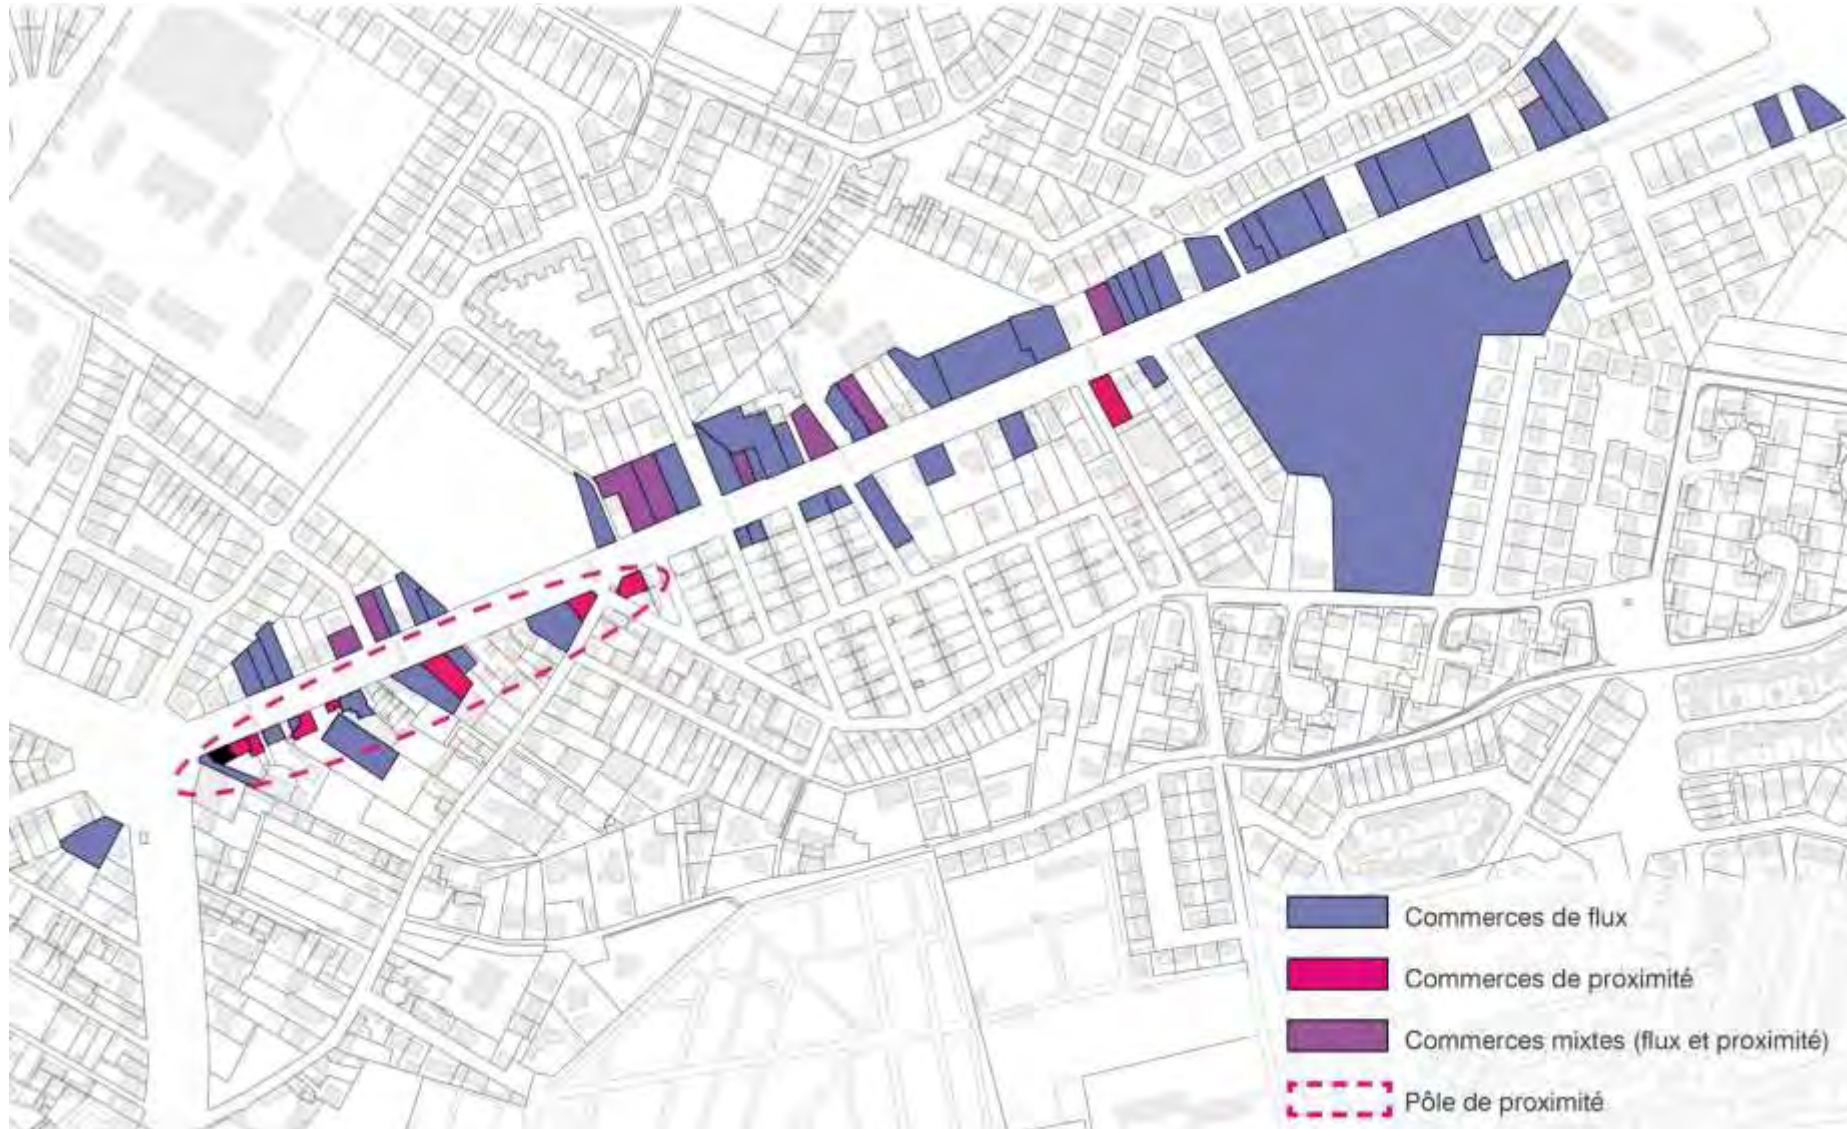 Commerces de flux
Commerces de proximité
Commerces mixtes (flux et proximité)
Pôle de proximité